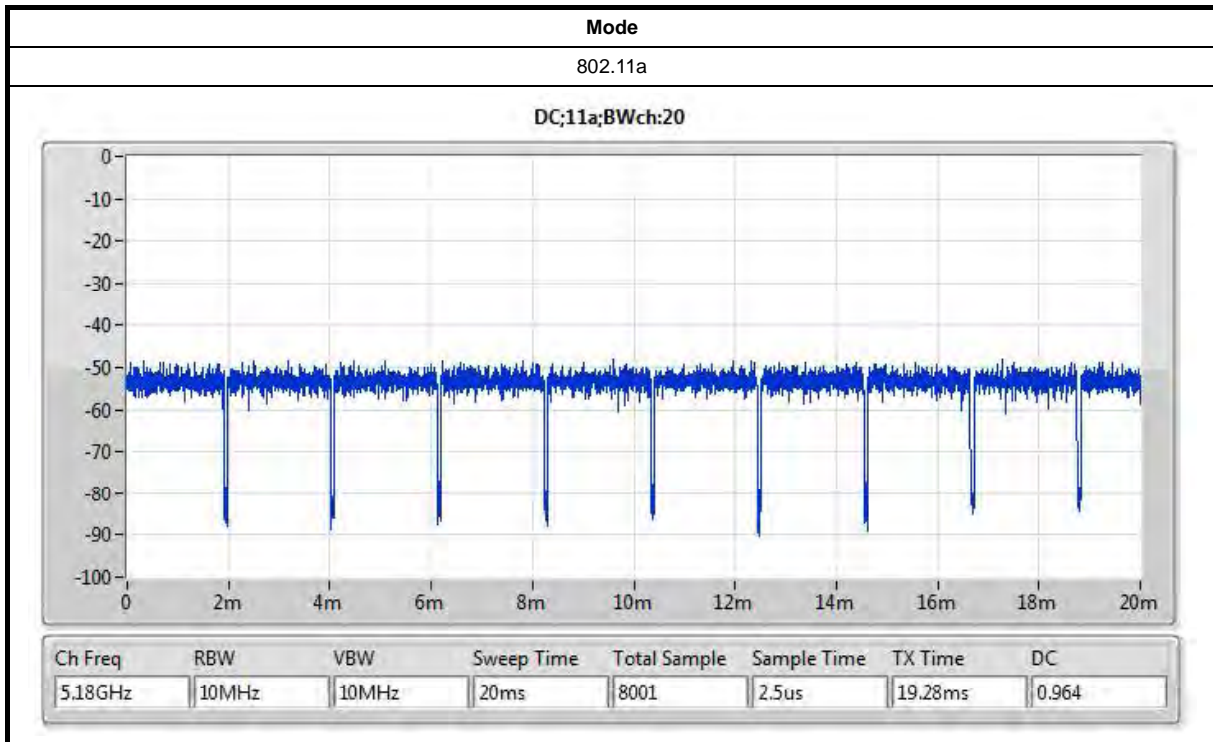 Mode
802.11a
DC;11a;BWch:20
0
-10
-20
-30
-40
-50
-60
-70
-80
-90
-100
0 2m 4m 6m 8m 10m 12m 14m 16m 18m 20m
Ch Freq RBW VBW Sweep Time Total Sample Sample Time TX Time DC
5.18GHz 10MHz 10MHz 20ms 8001 2.5us 19.28ms 0.964